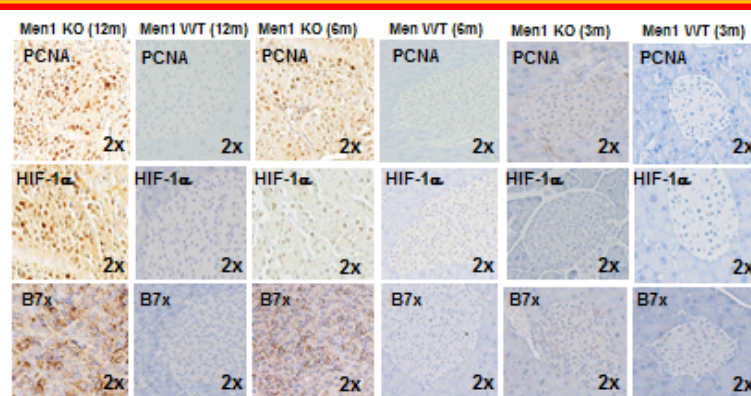 Men1 KO (12m) Men1 WT (12m) Men1 KO (6m) Men WT (6m) Men1 KO (3m) Men1 WT (3m)
PCNA PCNA PCNA PCNA PCNA PCNA
2x 2x 2x 2x 2x 2x
HIF-1α HIF-1α HIF-1α HIF-1α HIF-1α HIF-1α
2x 2x 2x 2x 2x 2x
B7x B7x B7x B7x B7x B7x
2x 2x 2x 2x 2x 2x